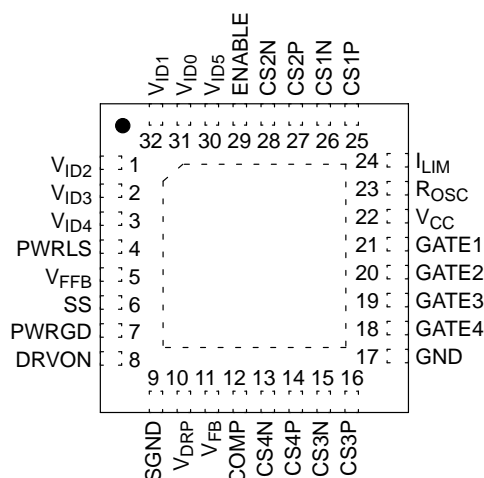 VID1 VID0 VID5 ENABLE CS2N CS2P CS1N CS1P
32 31 30 29 28 27 26 25
VID2 1
VID3 2
VID4 3
PWRLS 4
VFFB 5
SS 6
PWRGD 7
DRVON 8
24 ILIM
23 ROSC
22 VCC
21 GATE1
20 GATE2
19 GATE3
18 GATE4
17 GND
9 10 11 12 13 14 15 16
SGND VDRP VFB COMP CS4N CS4P CS3N CS3P